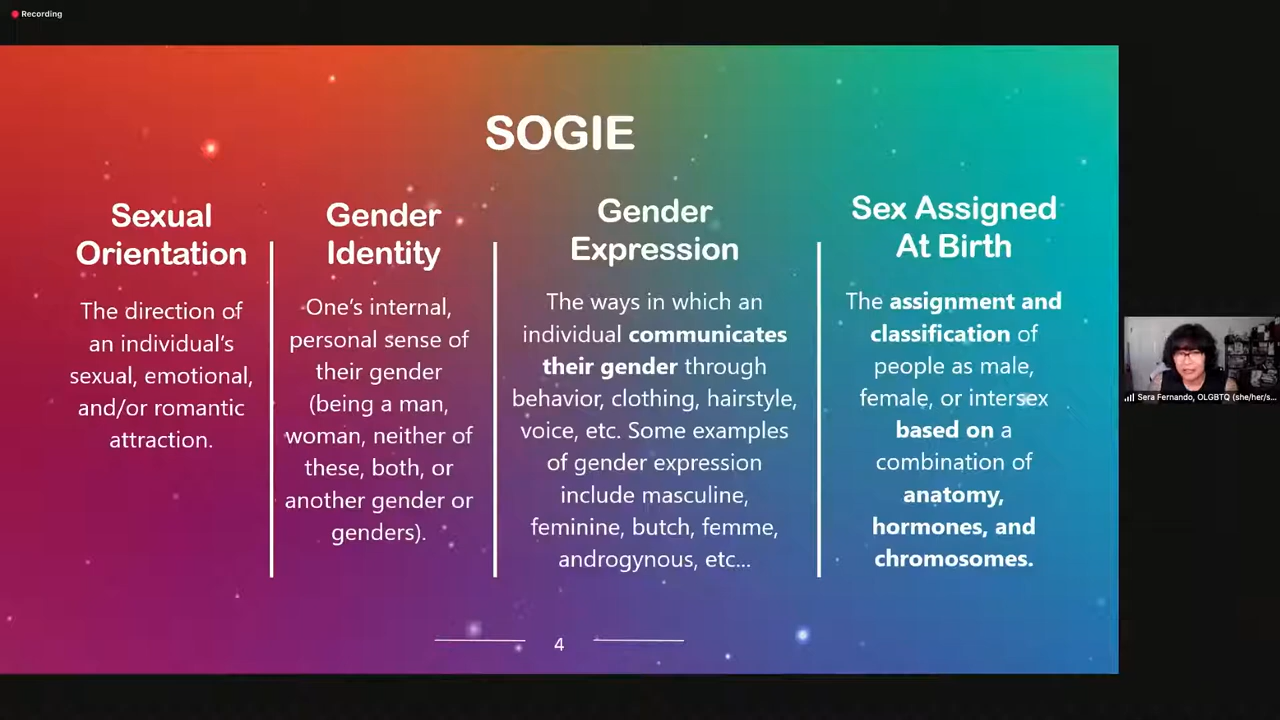 Recording
SOGIE
Sexual
Orientation
The direction of
an individual's
sexual, emotional,
and/or romantic
attraction.
Gender
Identity
One's internal,
personal sense of
their gender
(being a man,
woman, neither of
these, both, or
another gender or
genders).
Gender
Expression
The ways in which an
individual communicates
their gender through
behavior, clothing, hairstyle,
voice, etc. Some examples
of gender expression
include masculine,
feminine, butch, femme,
androgynous, etc...
Sex Assigned
At Birth
The assignment and
classification of
people as male,
female, or intersex
based on a
combination of
anatomy,
hormones, and
chromosomes.
4
Sera Fernando, OLGBTQ (she/her/s...